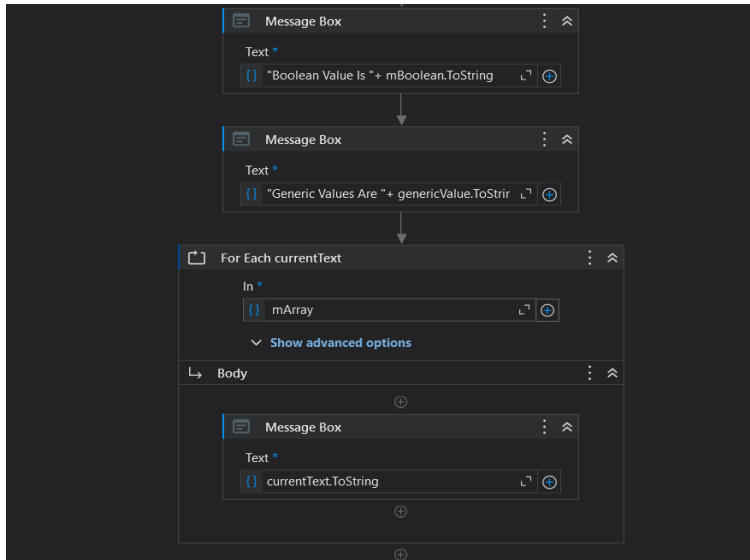 Message Box
Text *
"Boolean Value Is "+ mBoolean.ToString
Message Box
Text *
"Generic Values Are "+ genericValue.ToStrir
For Each currentText
In *
mArray
Show advanced options
Body
Message Box
Text *
currentText.ToString